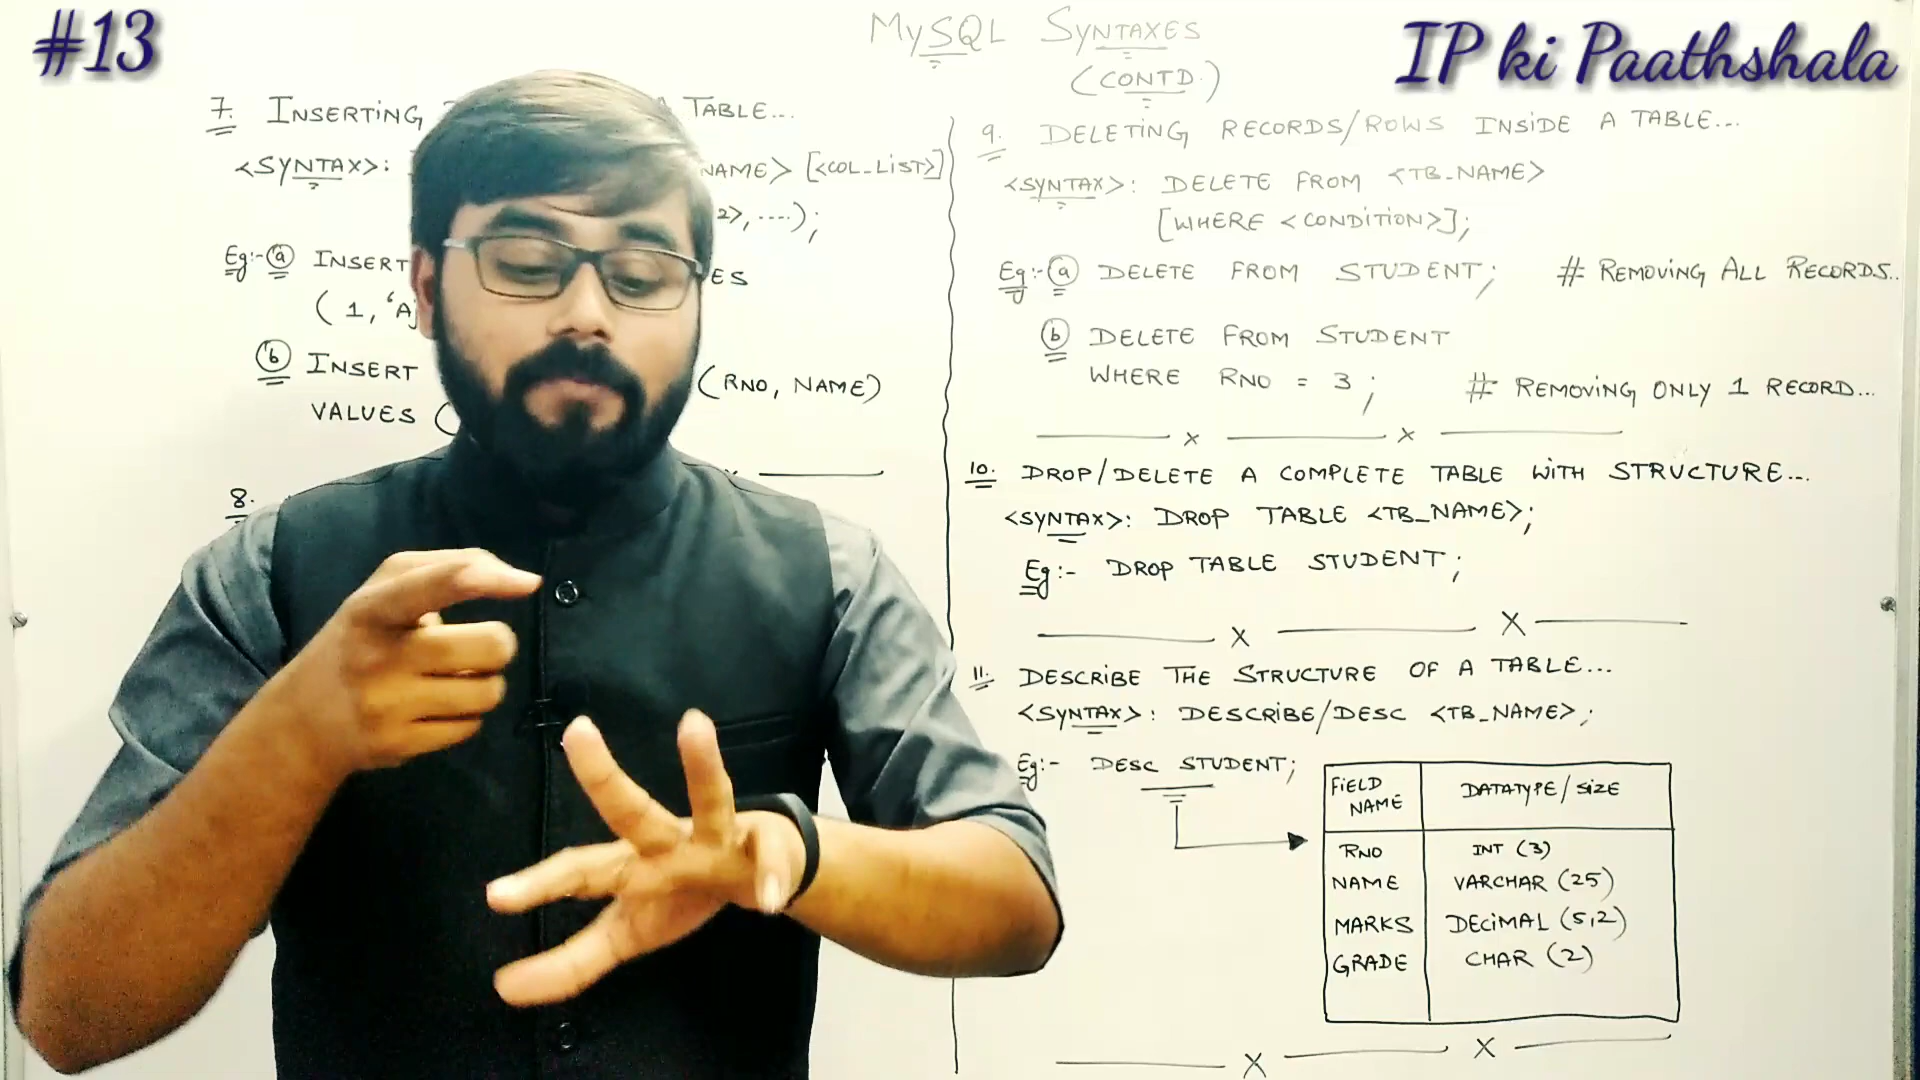 #13
IP ki Paathshala
MySQL SYNTAXES
(CONTD.)
7. INSERTING A TABLE...
<SYNTAX>: NAME> [<COL_LIST>]
2>, ....);
Eg:- (a) INSERT ES
(1, 'A
(b) INSERT (RNO, NAME)
VALUES (
8.
9. DELETING RECORDS/ROWS INSIDE A TABLE...
<SYNTAX>: DELETE FROM <TB_NAME>
[WHERE <CONDITION>];
Eg:- (a) DELETE FROM STUDENT; # REMOVING ALL RECORDS..
(b) DELETE FROM STUDENT
WHERE RNO = 3; # REMOVING ONLY 1 RECORD...
x x
10. DROP/DELETE A COMPLETE TABLE WITH STRUCTURE...
<SYNTAX>: DROP TABLE <TB_NAME>;
Eg:- DROP TABLE STUDENT;
X X
11. DESCRIBE THE STRUCTURE OF A TABLE...
<SYNTAX>: DESCRIBE/DESC <TB_NAME>;
Eg:- DESC STUDENT;
FIELD NAME DATATYPE/SIZE
RNO INT (3)
NAME VARCHAR (25)
MARKS DECIMAL (5,2)
GRADE CHAR (2)
X X